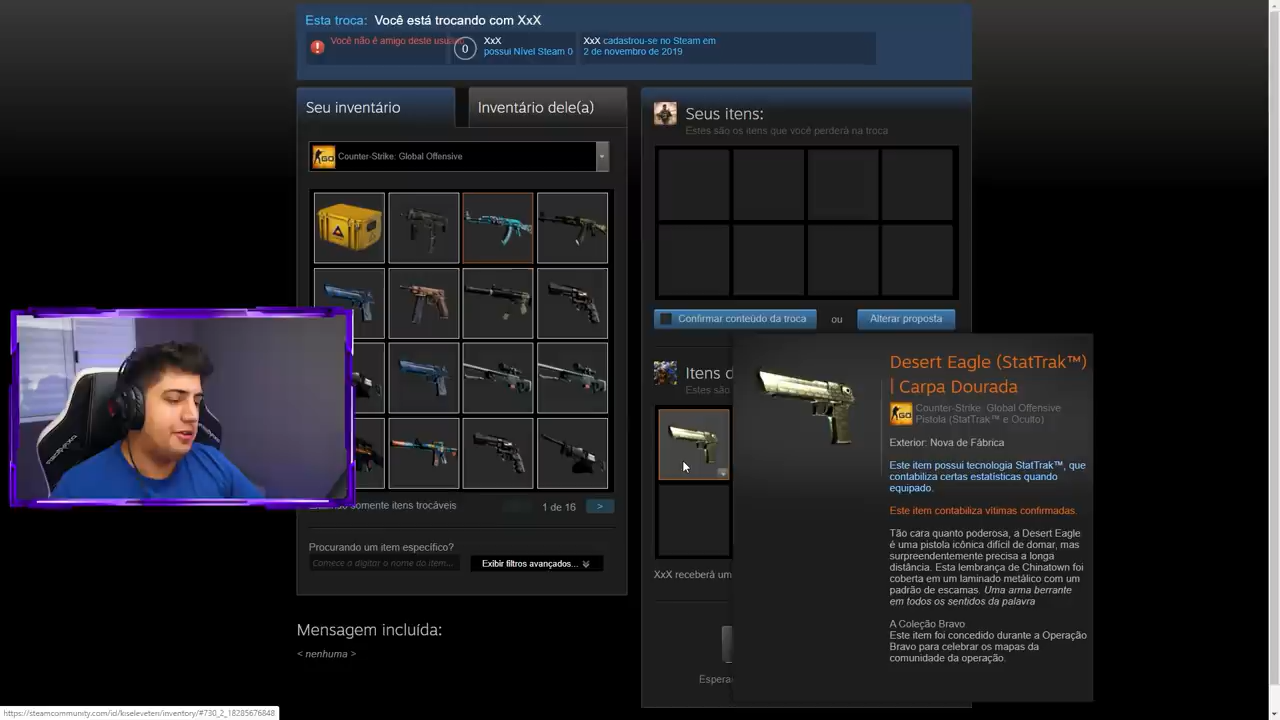 Esta troca: Você está trocando com XxX
Você não é amigo deste usu
0
XxX
possui Nível Steam 0
XxX cadastrou-se no Steam em
2 de novembro de 2019
Seu inventário
Inventário dele(a)
Counter-Strike: Global Offensive
1 de 16
>
somente itens trocáveis
Procurando um item específico?
Comece a digitar o nome do item...
Exibir filtros avançados...
Mensagem incluída:
< nenhuma >
Seus itens:
Estes são os itens que você perderá na troca
Confirmar conteúdo da troca
ou
Alterar proposta
Itens d
Estes são
XxX receberá um
Espera
Desert Eagle (StatTrak™)
| Carpa Dourada
Counter-Strike Global Offensive
Pistola (StatTrak™ e Oculto)
Exterior: Nova de Fábrica
Este item possui tecnologia StatTrak™, que
contabiliza certas estatísticas quando
equipado.
Este item contabiliza vítimas confirmadas.
Tão cara quanto poderosa, a Desert Eagle
é uma pistola icônica difícil de domar, mas
surpreendentemente precisa a longa
distância. Esta lembrança de Chinatown foi
coberta em um laminado metálico com um
padrão de escamas. Uma arma berrante
em todos os sentidos da palavra
A Coleção Bravo
Este item foi concedido durante a Operação
Bravo para celebrar os mapas da
comunidade da operação.
https://steamcommunity.com/id/kiseleveteri/inventory/#730_2_18285676848